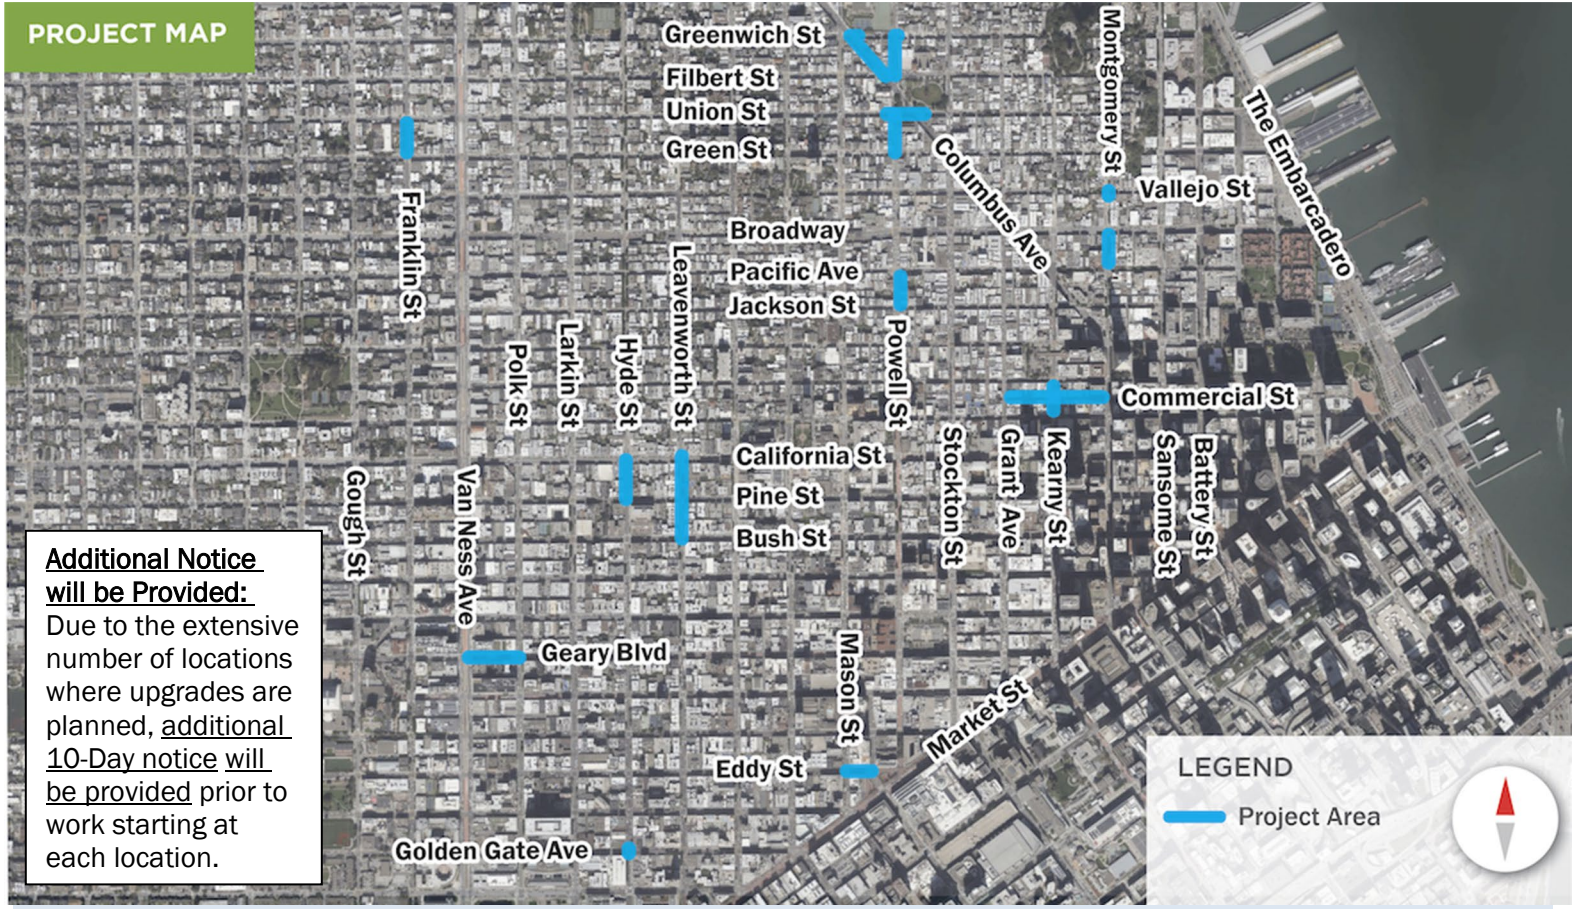 PROJECT MAP
Greenwich St
Filbert St
Union St
Green St
Montgomery St
The Embarcadero
Columbus Ave
Vallejo St
Franklin St
Broadway
Pacific Ave
Jackson St
Leavenworth St
Powell St
Polk St
Larkin St
Hyde St
Commercial St
California St
Pine St
Bush St
Stockton St
Grant Ave
Kearny St
Sansome St
Battery St
Gough St
Van Ness Ave
Geary Blvd
Mason St
Market St
Eddy St
Golden Gate Ave
Additional Notice
will be Provided:
Due to the extensive
number of locations
where upgrades are
planned, additional
10-Day notice will
be provided prior to
work starting at
each location.
LEGEND
Project Area